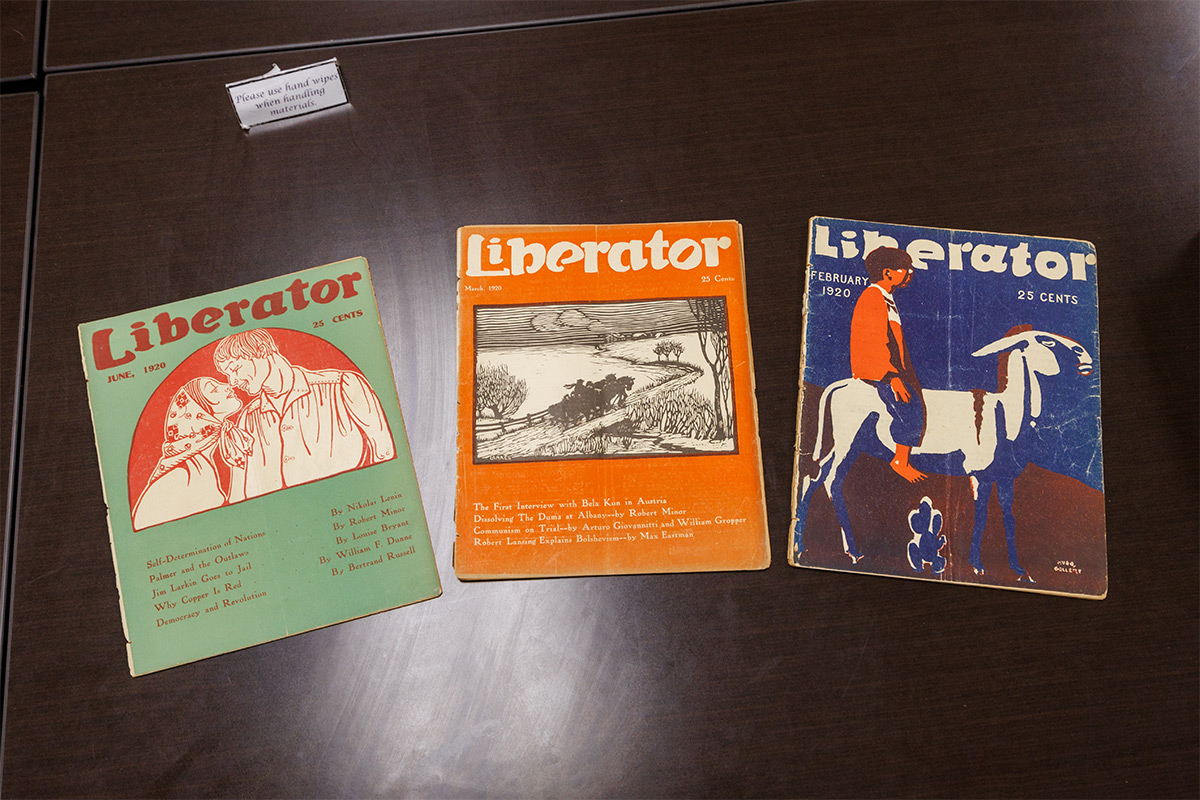 Please use hand wipes
when handling
materials.
Liberator
JUNE, 1920
25 CENTS
Self-Determination of Nations
By Nikolai Lenin
Palmer and the Outlaws
By Robert Minor
Jim Larkin Goes to Jail
By Louise Bryant
Why Copper Is Red
By William F. Dunne
Democracy and Revolution
By Bertrand Russell
Liberator
March, 1920
25 Cents
The First Interview with Bela Kun in Austria
Dissolving The Duma at Albany—by Robert Minor
Communism on Trial—by Arturo Giovannitti and William Gropper
Robert Lansing Explains Bolshevism—by Max Eastman
Liberator
FEBRUARY
1920
25 CENTS
HUGO
GELLERT